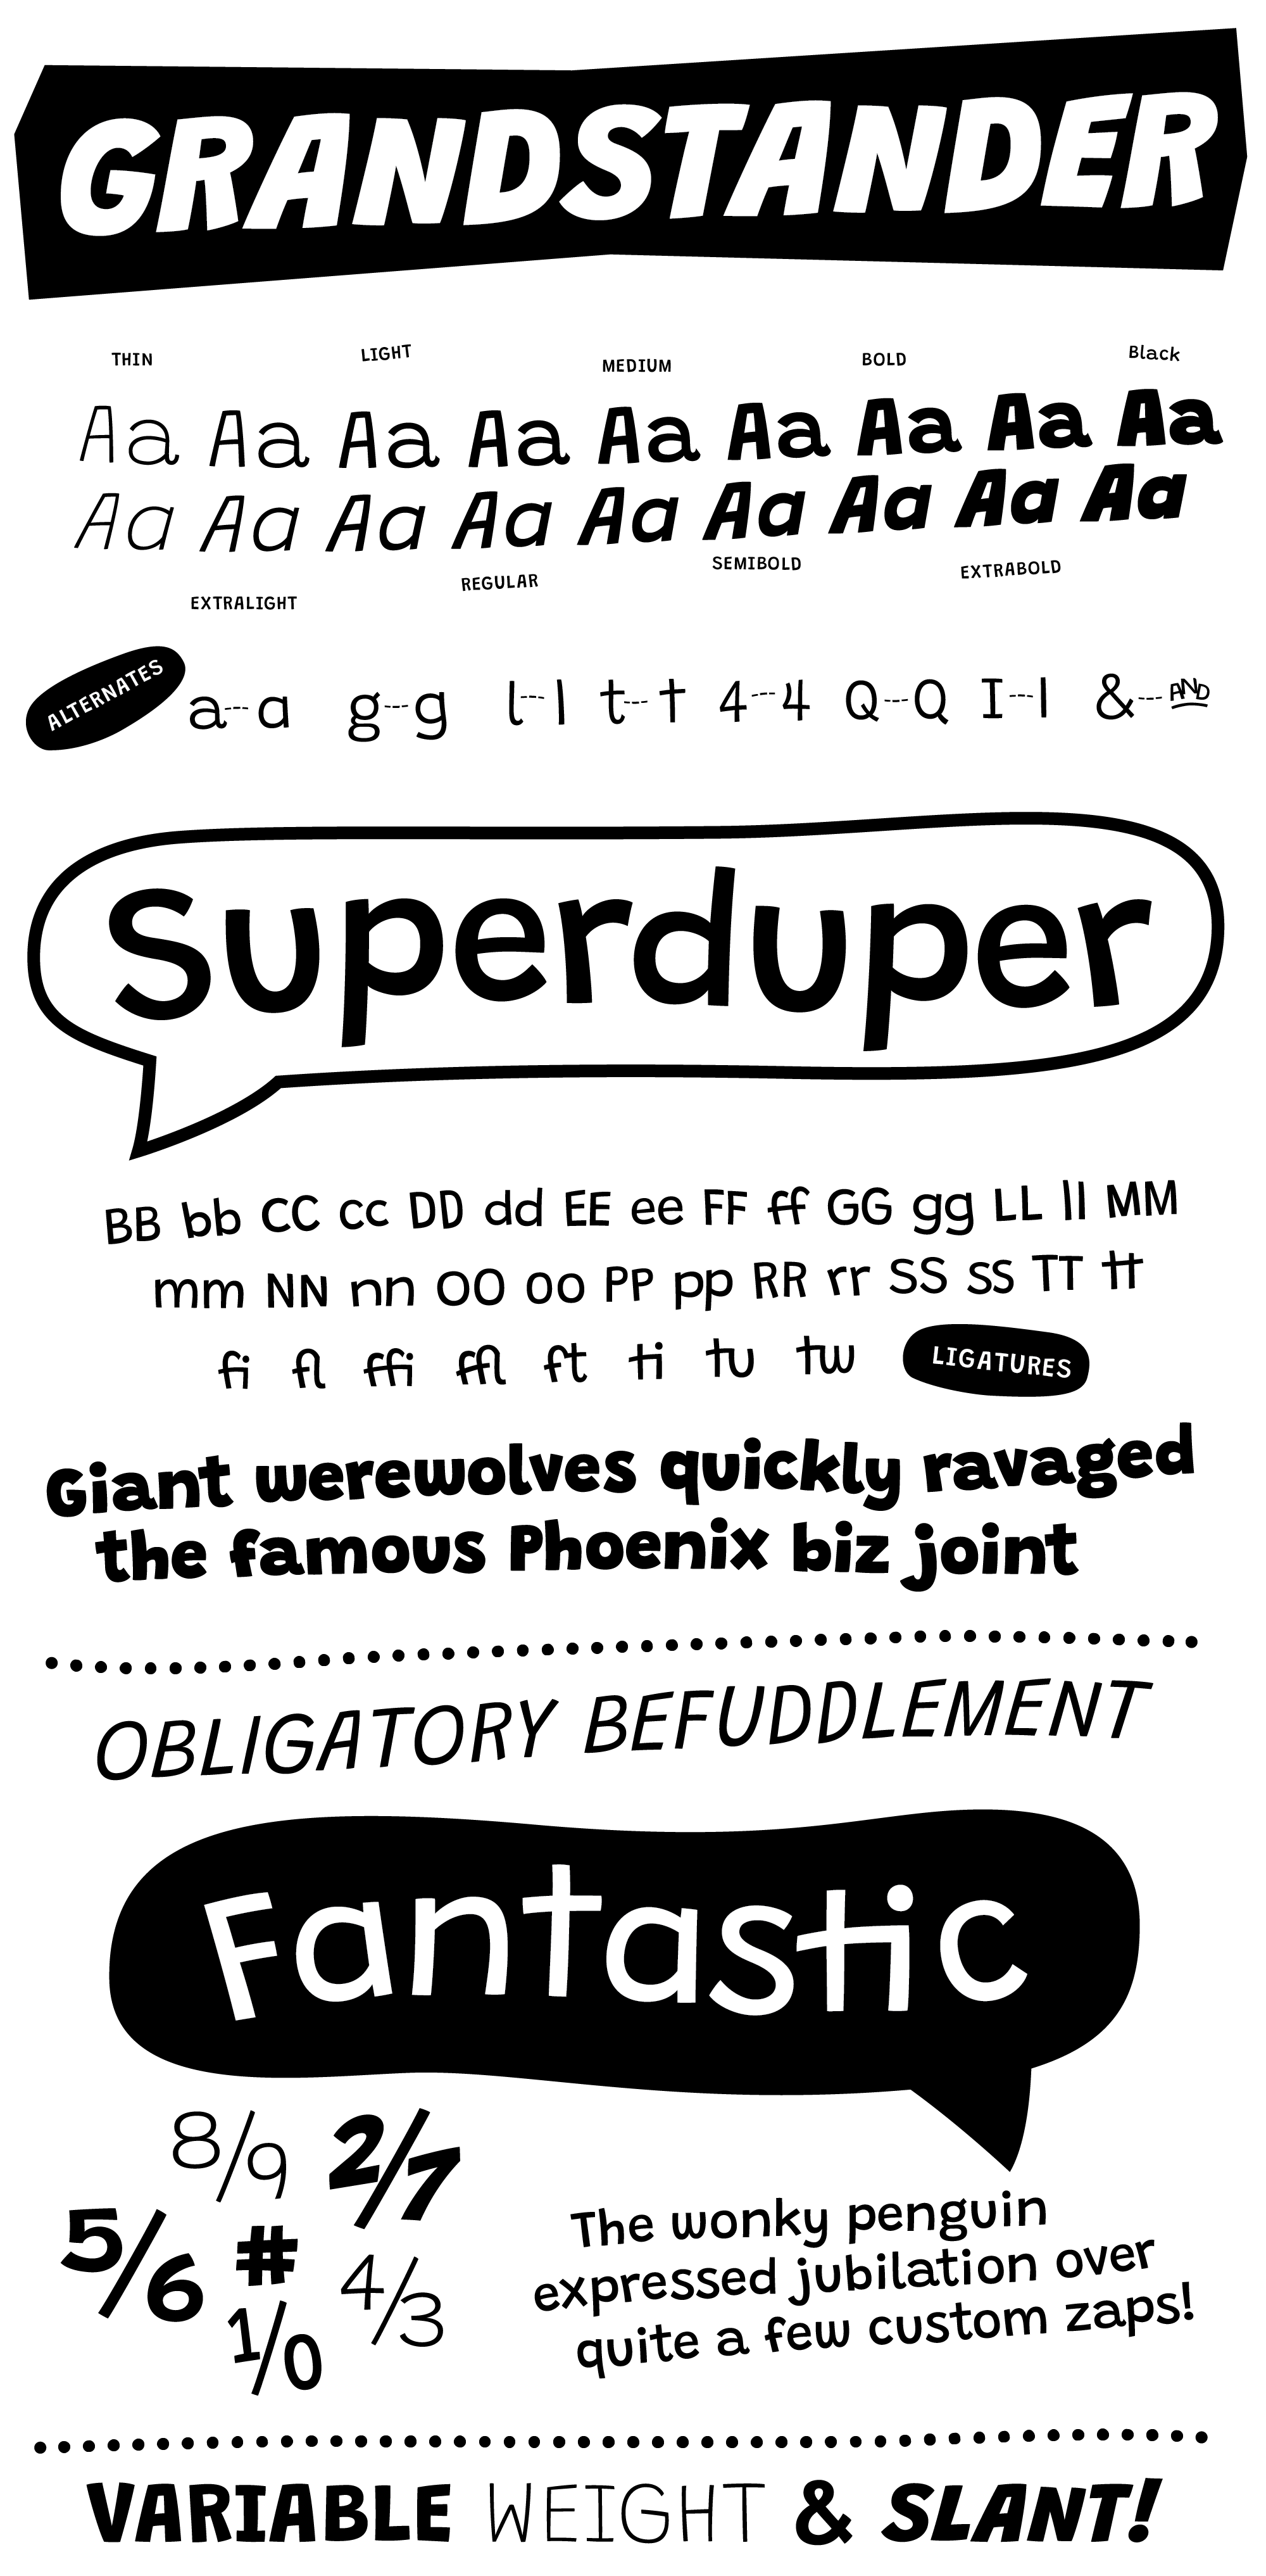 GRANDSTANDER
THIN LIGHT MEDIUM BOLD Black
Aa Aa Aa Aa Aa Aa Aa Aa Aa
Aa Aa Aa Aa Aa Aa Aa Aa Aa
EXTRALIGHT REGULAR SEMIBOLD EXTRABOLD
ALTERNATES a---a g---g l---l t---t 4---4 Q---Q I---I &---AND
Superduper
BB bb CC cc DD dd EE ee FF ff GG gg LL ll MM
mm NN nn OO oo PP pp RR rr SS ss TT tt
fi fl ffi ffl ft ti tu tw LIGATURES
Giant werewolves quickly ravaged
the famous Phoenix biz joint
OBLIGATORY BEFUDDLEMENT
Fantastic
8/9 2/7
5/6 # 4/3
1/0
The wonky penguin
expressed jubilation over
quite a few custom zaps!
VARIABLE WEIGHT & SLANT!